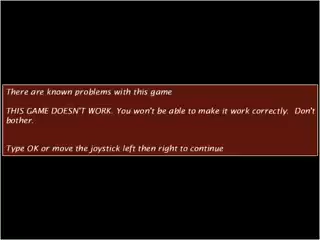 There are known problems with this game
THIS GAME DOESN'T WORK. You won't be able to make it work correctly.  Don't
bother.
Type OK or move the joystick left then right to continue